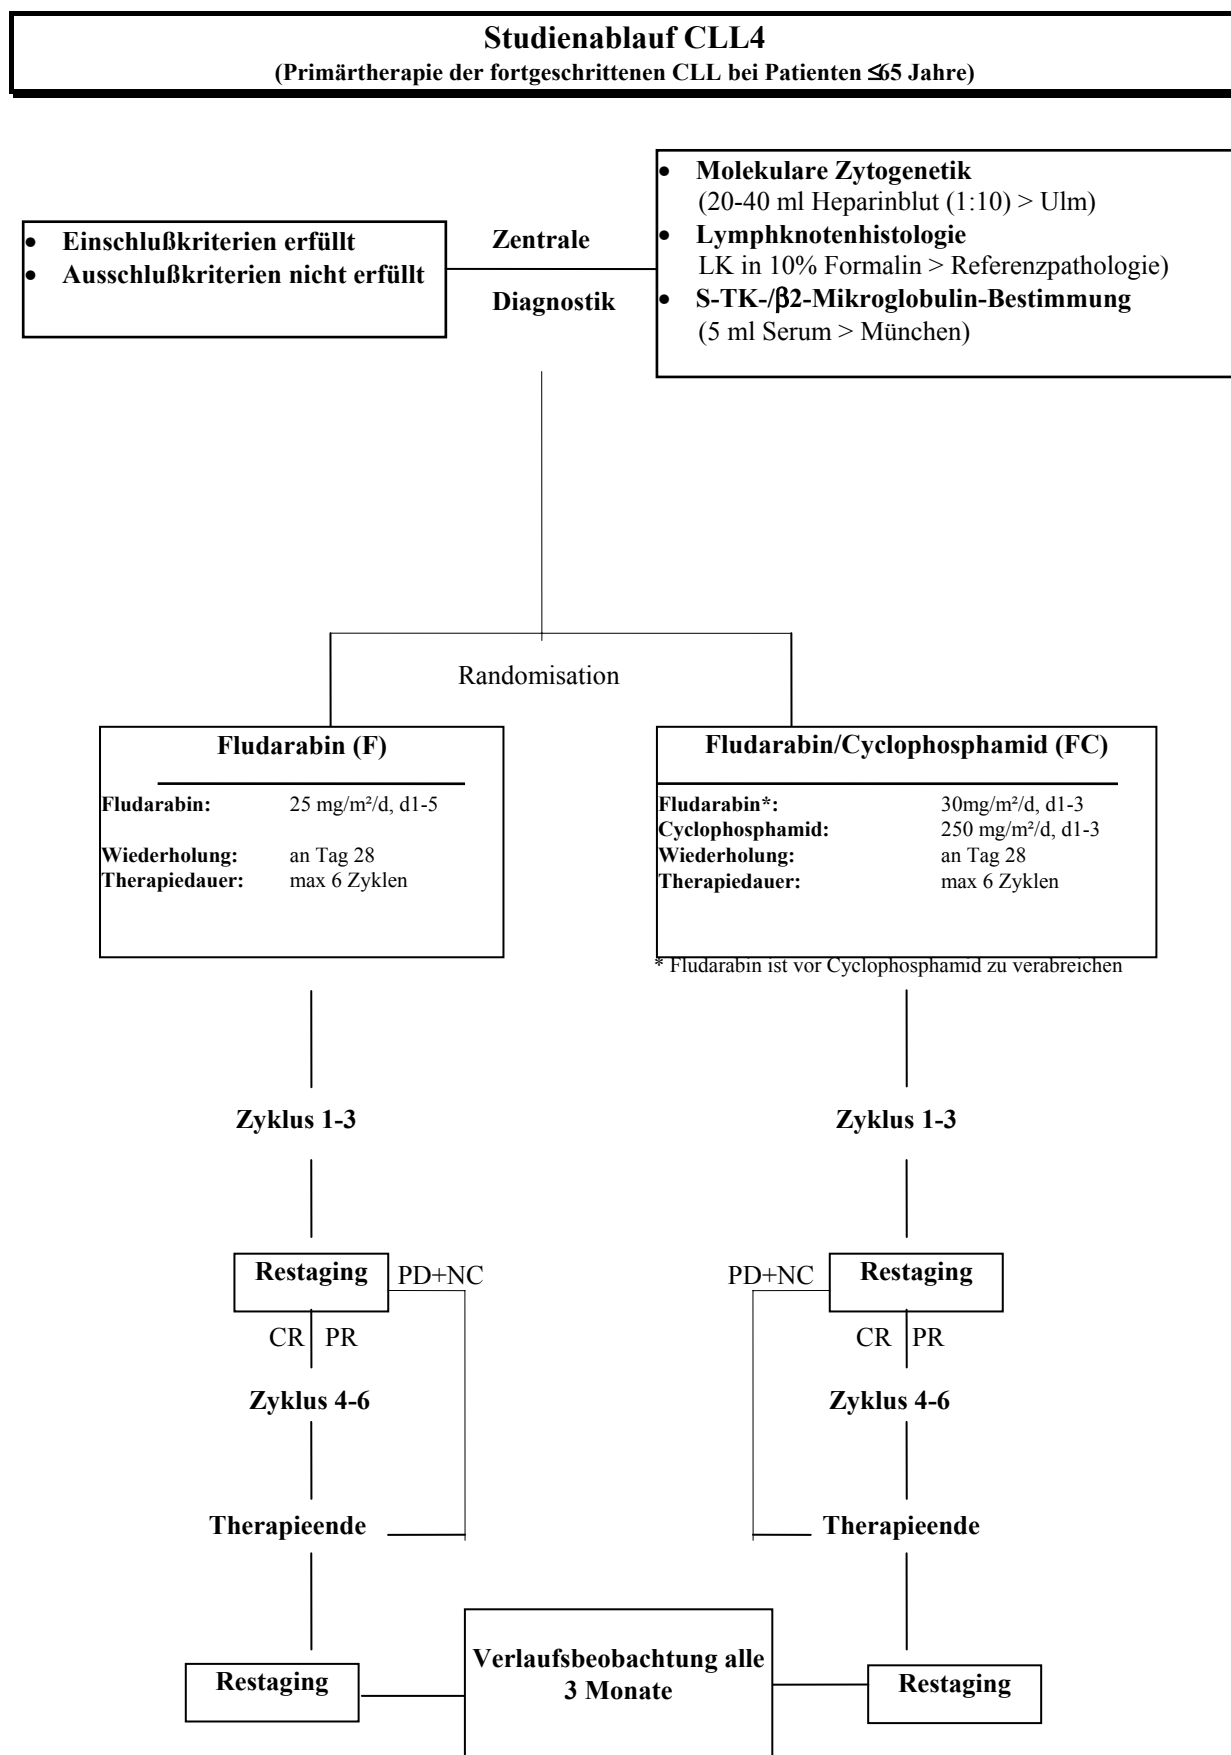 Studienablauf CLL4
(Primärtherapie der fortgeschrittenen CLL bei Patienten ≤65 Jahre)
• Einschlußkriterien erfüllt
• Ausschlußkriterien nicht erfüllt
Zentrale
Diagnostik
• Molekulare Zytogenetik
(20-40 ml Heparinblut (1:10) > Ulm)
• Lymphknotenhistologie
LK in 10% Formalin > Referenzpathologie)
• S-TK-/β2-Mikroglobulin-Bestimmung
(5 ml Serum > München)
Randomisation
Fludarabin (F)
Fludarabin: 25 mg/m²/d, d1-5
Wiederholung: an Tag 28
Therapiedauer: max 6 Zyklen
Fludarabin/Cyclophosphamid (FC)
Fludarabin*: 30mg/m²/d, d1-3
Cyclophosphamid: 250 mg/m²/d, d1-3
Wiederholung: an Tag 28
Therapiedauer: max 6 Zyklen
* Fludarabin ist vor Cyclophosphamid zu verabreichen
Zyklus 1-3
Zyklus 1-3
Restaging PD+NC
PD+NC Restaging
CR PR
CR PR
Zyklus 4-6
Zyklus 4-6
Therapieende
Therapieende
Restaging
Verlaufsbeobachtung alle
3 Monate
Restaging